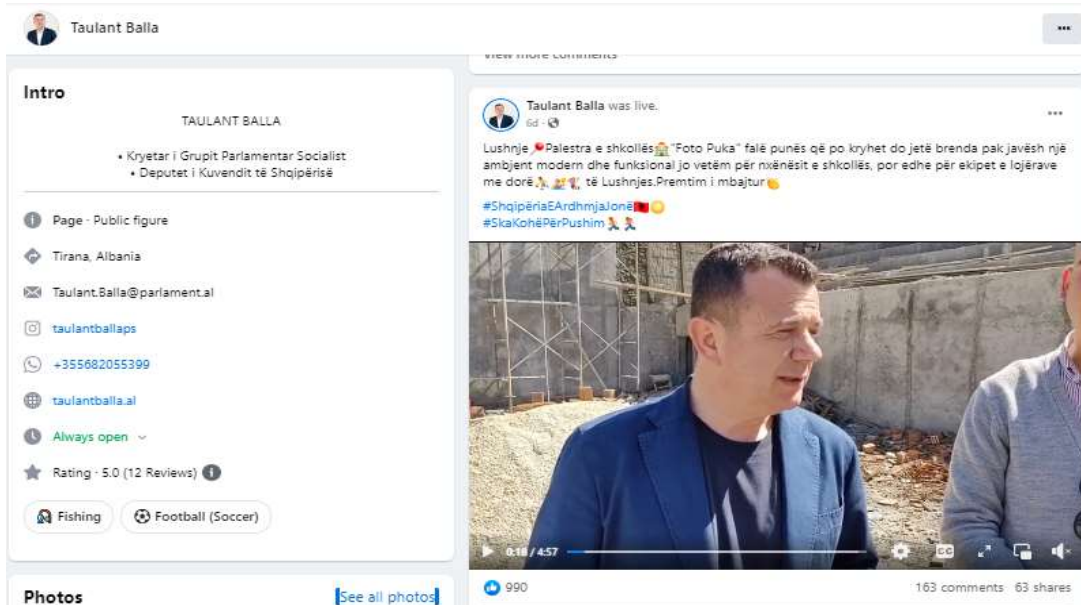 Taulant Balla
View more comments
Intro
TAULANT BALLA
• Kryetar i Grupit Parlamentar Socialist
• Deputet i Kuvendit të Shqipërisë
Page · Public figure
Tirana, Albania
Taulant.Balla@parlament.al
taulantballaps
+355682055399
taulantballa.al
Always open
Rating · 5.0 (12 Reviews)
Fishing
Football (Soccer)
Photos
See all photos
Taulant Balla was live.
6d ·
Lushnje📍Palestra e shkollës🏫"Foto Puka" falë punës që po kryhet do jetë brenda pak javësh një
ambjent modern dhe funksional jo vetëm për nxënësit e shkollës, por edhe për ekipet e lojërave
me dorë të Lushnjes.Premtim i mbajtur
#ShqipëriaEArdhmjaJonë
#SkaKohëPërPushim
0:18 / 4:57
CC
990
163 comments 63 shares